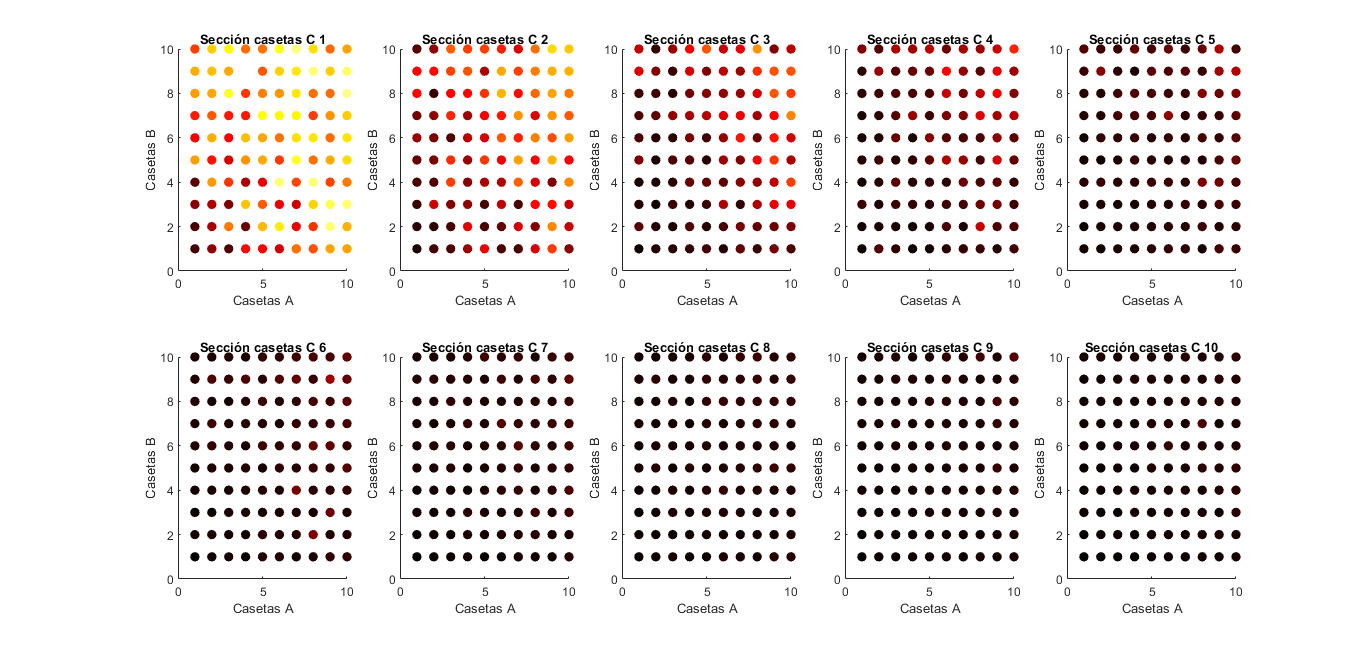 Sección casetas C 1
10
8
6
4
2
0
Casetas B
0 5 10
Casetas A
Sección casetas C 2
10
8
6
4
2
0
Casetas B
0 5 10
Casetas A
Sección casetas C 3
10
8
6
4
2
0
Casetas B
0 5 10
Casetas A
Sección casetas C 4
10
8
6
4
2
0
Casetas B
0 5 10
Casetas A
Sección casetas C 5
10
8
6
4
2
0
Casetas B
0 5 10
Casetas A
Sección casetas C 6
10
8
6
4
2
0
Casetas B
0 5 10
Casetas A
Sección casetas C 7
10
8
6
4
2
0
Casetas B
0 5 10
Casetas A
Sección casetas C 8
10
8
6
4
2
0
Casetas B
0 5 10
Casetas A
Sección casetas C 9
10
8
6
4
2
0
Casetas B
0 5 10
Casetas A
Sección casetas C 10
10
8
6
4
2
0
Casetas B
0 5 10
Casetas A